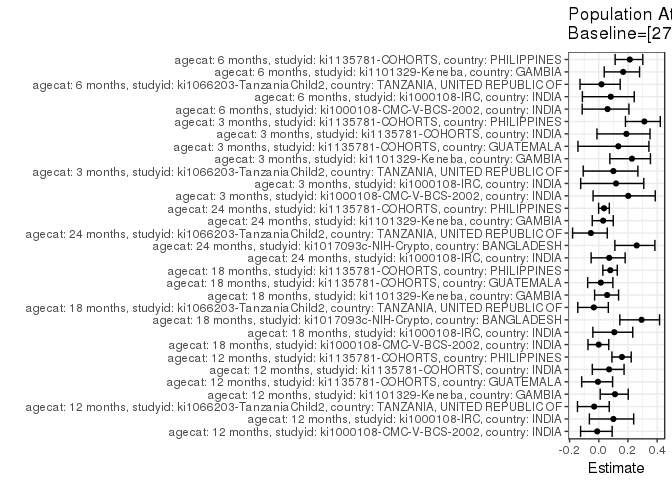 Population At
Baseline=[27
agecat: 6 months, studyid: ki1135781-COHORTS, country: PHILIPPINES
agecat: 6 months, studyid: ki1101329-Keneba, country: GAMBIA
agecat: 6 months, studyid: ki1066203-TanzaniaChild2, country: TANZANIA, UNITED REPUBLIC OF
agecat: 6 months, studyid: ki1000108-IRC, country: INDIA
agecat: 6 months, studyid: ki1000108-CMC-V-BCS-2002, country: INDIA
agecat: 3 months, studyid: ki1135781-COHORTS, country: PHILIPPINES
agecat: 3 months, studyid: ki1135781-COHORTS, country: INDIA
agecat: 3 months, studyid: ki1135781-COHORTS, country: GUATEMALA
agecat: 3 months, studyid: ki1101329-Keneba, country: GAMBIA
agecat: 3 months, studyid: ki1066203-TanzaniaChild2, country: TANZANIA, UNITED REPUBLIC OF
agecat: 3 months, studyid: ki1000108-IRC, country: INDIA
agecat: 3 months, studyid: ki1000108-CMC-V-BCS-2002, country: INDIA
agecat: 24 months, studyid: ki1135781-COHORTS, country: PHILIPPINES
agecat: 24 months, studyid: ki1101329-Keneba, country: GAMBIA
agecat: 24 months, studyid: ki1066203-TanzaniaChild2, country: TANZANIA, UNITED REPUBLIC OF
agecat: 24 months, studyid: ki1017093c-NIH-Crypto, country: BANGLADESH
agecat: 24 months, studyid: ki1000108-IRC, country: INDIA
agecat: 18 months, studyid: ki1135781-COHORTS, country: PHILIPPINES
agecat: 18 months, studyid: ki1135781-COHORTS, country: GUATEMALA
agecat: 18 months, studyid: ki1101329-Keneba, country: GAMBIA
agecat: 18 months, studyid: ki1066203-TanzaniaChild2, country: TANZANIA, UNITED REPUBLIC OF
agecat: 18 months, studyid: ki1017093c-NIH-Crypto, country: BANGLADESH
agecat: 18 months, studyid: ki1000108-IRC, country: INDIA
agecat: 18 months, studyid: ki1000108-CMC-V-BCS-2002, country: INDIA
agecat: 12 months, studyid: ki1135781-COHORTS, country: PHILIPPINES
agecat: 12 months, studyid: ki1135781-COHORTS, country: INDIA
agecat: 12 months, studyid: ki1135781-COHORTS, country: GUATEMALA
agecat: 12 months, studyid: ki1101329-Keneba, country: GAMBIA
agecat: 12 months, studyid: ki1066203-TanzaniaChild2, country: TANZANIA, UNITED REPUBLIC OF
agecat: 12 months, studyid: ki1000108-IRC, country: INDIA
agecat: 12 months, studyid: ki1000108-CMC-V-BCS-2002, country: INDIA
-0.2 0.0 0.2 0.4
Estimate